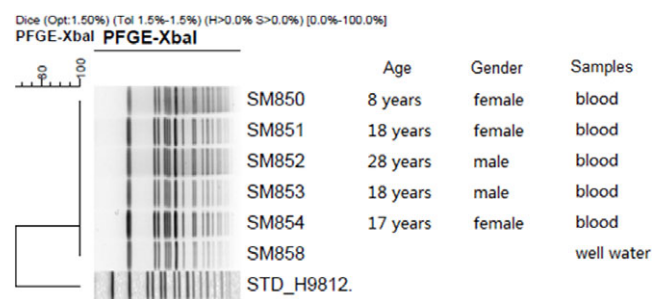 Dice (Opt:1.50%) (Tol 1.5%-1.5%) (H>0.0% S>0.0%) [0.0%-100.0%]
PFGE-XbaI PFGE-XbaI
80 100
Age Gender Samples
SM850 8 years female blood
SM851 18 years female blood
SM852 28 years male blood
SM853 18 years male blood
SM854 17 years female blood
SM858 well water
STD_H9812.